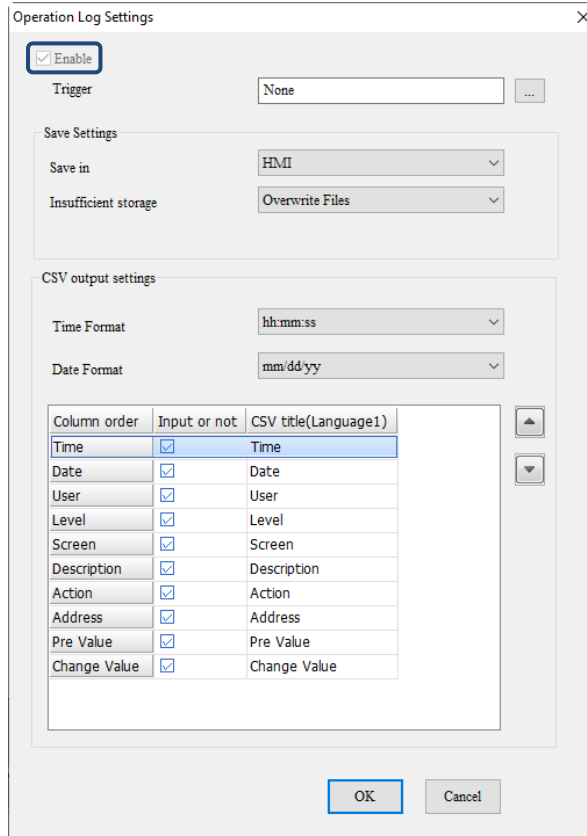 Operation Log Settings
Enable
Trigger None ...
Save Settings
Save in HMI
Insufficient storage Overwrite Files
CSV output settings
Time Format hh:mm:ss
Date Format mm/dd/yy
Column order Input or not CSV title(Language1)
Time Time
Date Date
User User
Level Level
Screen Screen
Description Description
Action Action
Address Address
Pre Value Pre Value
Change Value Change Value
OK Cancel